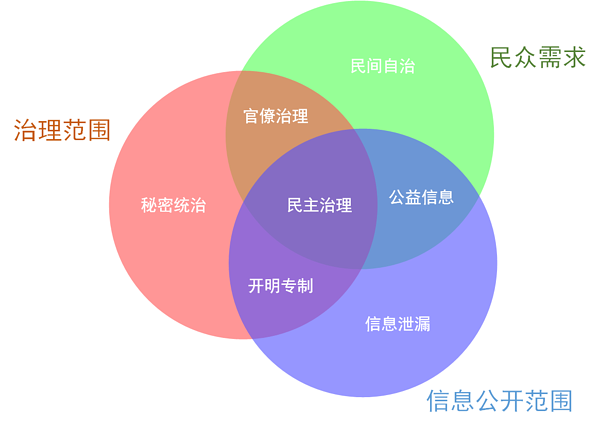 民众需求
民间自治
官僚治理
治理范围
秘密统治
民主治理
公益信息
开明专制
信息泄漏
信息公开范围